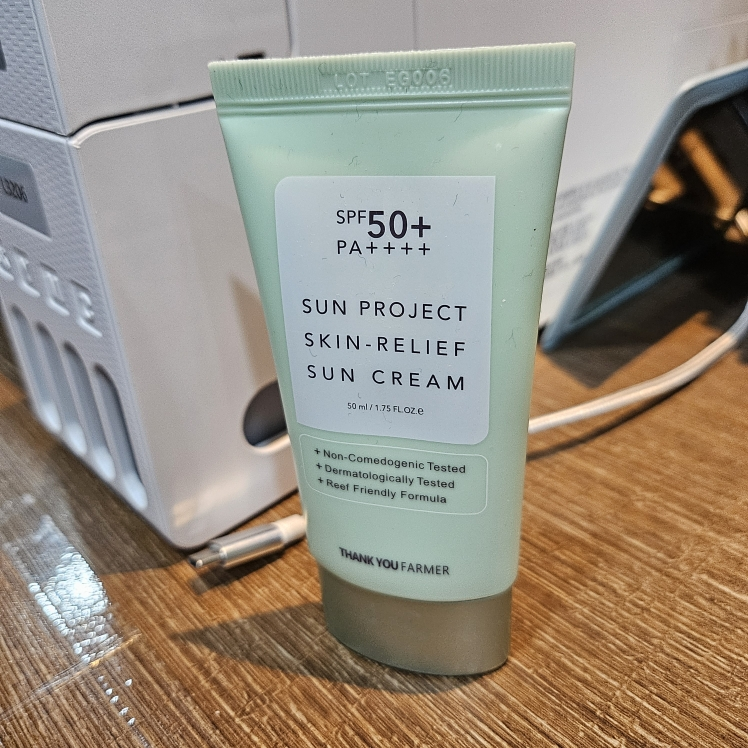 LOT EG006
SPF50+
PA++++
SUN PROJECT
SKIN-RELIEF
SUN CREAM
50 ml / 1.75 FL.OZ.e
+ Non-Comedogenic Tested
+ Dermatologically Tested
+ Reef Friendly Formula
THANK YOU FARMER
L3206